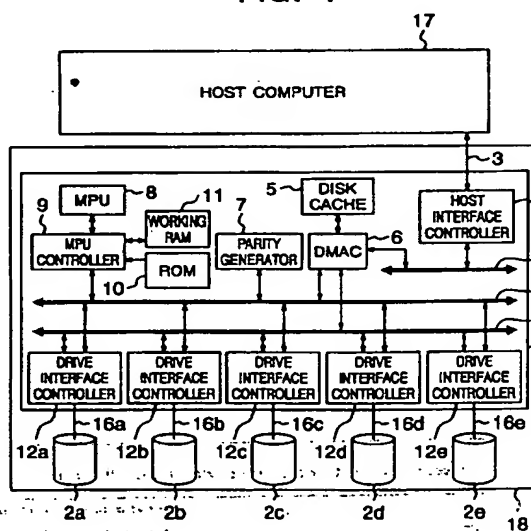 17
HOST COMPUTER
3
11
5
DISK CACHE
9
MPU
8
WORKING RAM
7
6
HOST INTERFACE CONTROLLER
MPU CONTROLLER
PARITY GENERATOR
DMAC
ROM
10
DRIVE INTERFACE CONTROLLER
DRIVE INTERFACE CONTROLLER
DRIVE INTERFACE CONTROLLER
DRIVE INTERFACE CONTROLLER
DRIVE INTERFACE CONTROLLER
12a
16a
12b
16b
12c
16c
12d
16d
12e
16e
2a
2b
2c
2d
2e
18